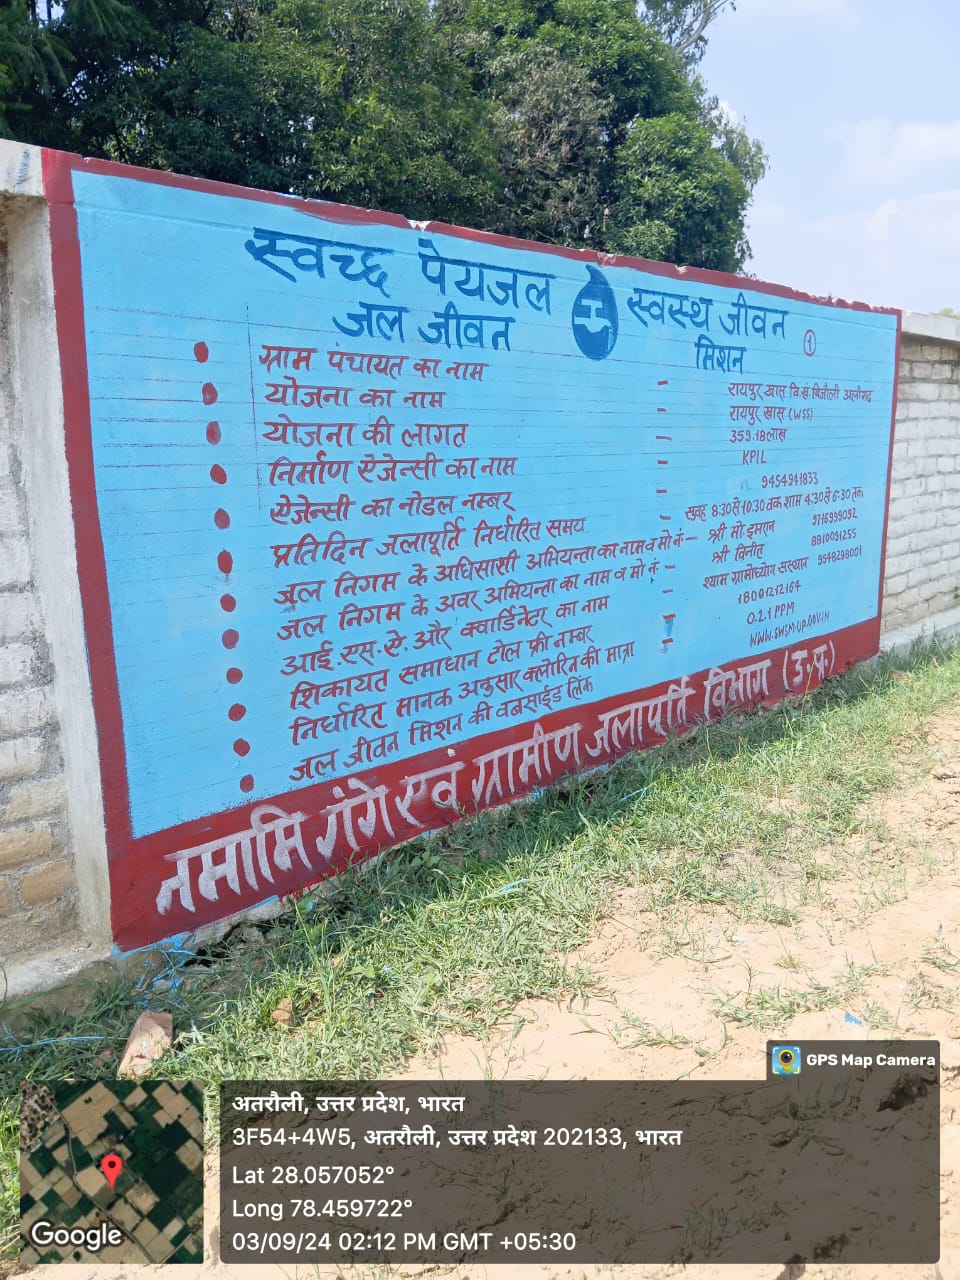 स्वच्छ पेयजल स्वस्थ जीवन
जल जीवन मिशन
१
ग्राम पंचायत का नाम - रायपुर खास वि.खं. बिजौली अलीगढ़
योजना का नाम - रायपुर खास (WSS)
योजना की लागत - 359.18 लाख
निर्माण ऐजेन्सी का नाम - KPIL
ऐजेन्सी का नोडल नम्बर - 9454941833
प्रतिदिन जलापूर्ति निर्धारित समय - सुबह 8:30 से 10:30 तक शाम 4:30 से 6:30 तक
जल निगम के अधिसासी अभियन्ता का नाम व मो नं - श्री मो. इमरान 9716999092
जल निगम के अवर अभियन्ता का नाम व मो नं - श्री विनीत 8810091255
आई.एस.ऐ. और क्वार्डिनेटर का नाम - श्याम ग्रामोध्योग संस्थान 9548298001
शिकायत समाधान टोल फ्री नम्बर - 18001212164
निर्धारित मानक अनुसार क्लोरिन की मात्रा - 0.2.1 PPM
जल जीवन मिशन की वेबसाईड लिंक WWW.SWSM.UP.GOV.IN
नमामि गंगे एवं ग्रामीण जलापूर्ति विभाग (उ.प्र.)
GPS Map Camera
अतरौली, उत्तर प्रदेश, भारत
3F54+4W5, अतरौली, उत्तर प्रदेश 202133, भारत
Lat 28.057052°
Long 78.459722°
03/09/24 02:12 PM GMT +05:30
Google